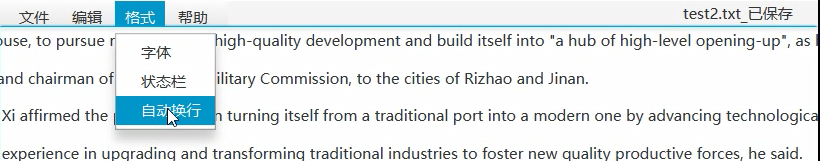 文件 编辑 格式 帮助 test2.txt_已保存
ouse, to pursue high-quality development and build itself into "a hub of high-level opening-up", as
字体
and chairman of ilitary Commission, to the cities of Rizhao and Jinan.
状态栏
Xi affirmed the turning itself from a traditional port into a modern one by advancing technologica
自动换行
experience in upgrading and transforming traditional industries to foster new quality productive forces, he said.